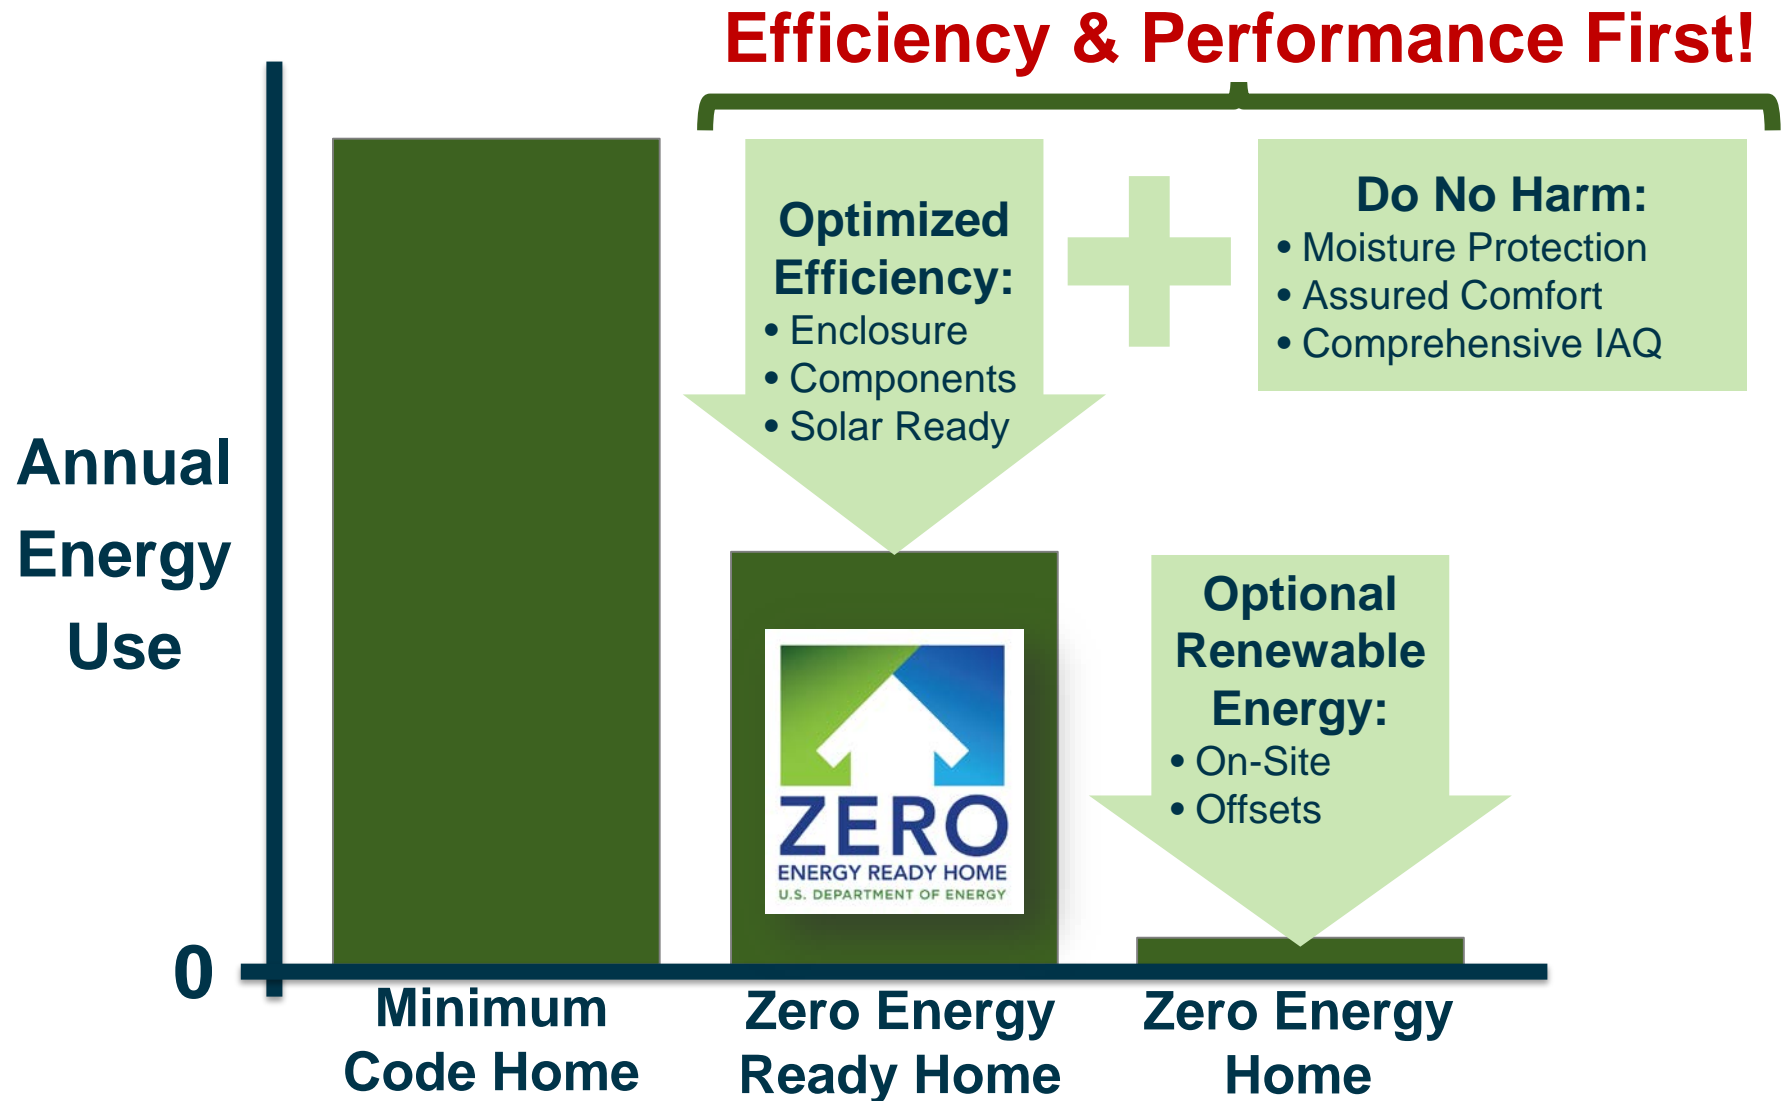 Efficiency & Performance First!
Optimized
Efficiency:
• Enclosure
• Components
• Solar Ready
Do No Harm:
• Moisture Protection
• Assured Comfort
• Comprehensive IAQ
Annual
Energy
Use
Optional
Renewable
Energy:
• On-Site
• Offsets
ZERO
ENERGY READY HOME
U.S. DEPARTMENT OF ENERGY
0
Minimum
Code Home
Zero Energy
Ready Home
Zero Energy
Home